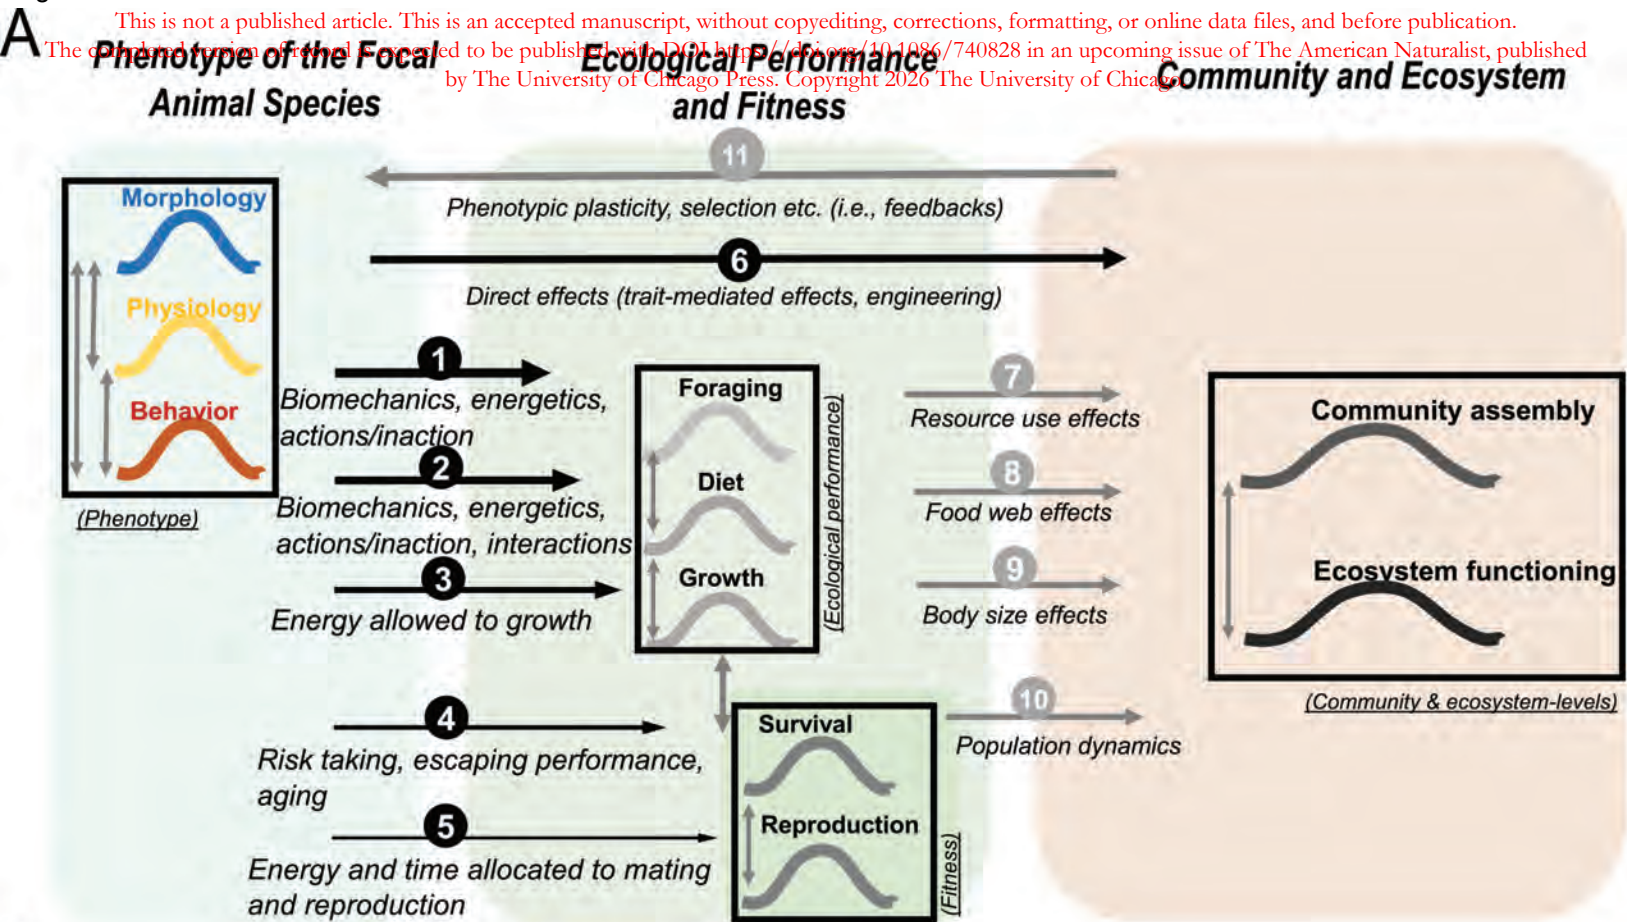 A
This is not a published article. This is an accepted manuscript, without copyediting, corrections, formatting, or online data files, and before publication.
The completed version of record is expected to be published with DOI https://doi.org/10.1086/740828 in an upcoming issue of The American Naturalist, published
by The University of Chicago Press. Copyright 2026 The University of Chicago.
Phenotype of the Focal
Animal Species
Ecological Performance
and Fitness
Community and Ecosystem
11
Phenotypic plasticity, selection etc. (i.e., feedbacks)
6
Direct effects (trait-mediated effects, engineering)
Morphology
Physiology
Behavior
(Phenotype)
1
Biomechanics, energetics,
actions/inaction
2
Biomechanics, energetics,
actions/inaction, interactions
3
Energy allowed to growth
4
Risk taking, escaping performance,
aging
5
Energy and time allocated to mating
and reproduction
Foraging
Diet
Growth
(Ecological performance)
Survival
Reproduction
(Fitness)
7
Resource use effects
8
Food web effects
9
Body size effects
10
Population dynamics
Community assembly
Ecosystem functioning
(Community & ecosystem-levels)